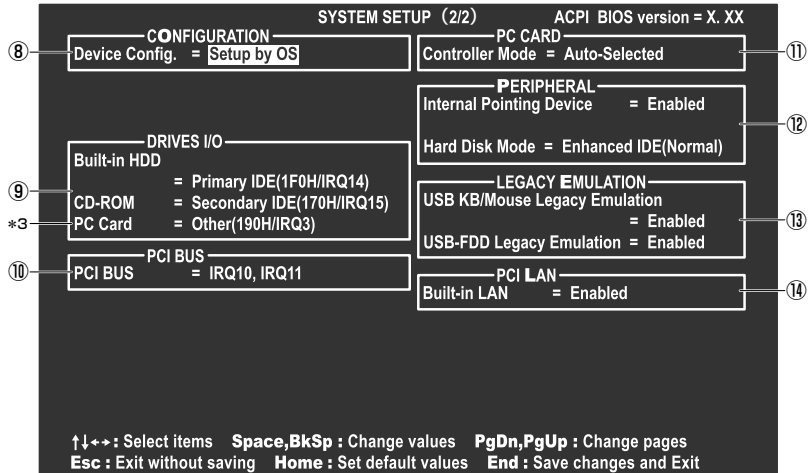 SYSTEM SETUP (2/2) ACPI BIOS version = X. XX
⑧ CONFIGURATION
Device Config. = Setup by OS
⑨ DRIVES I/O
Built-in HDD
= Primary IDE(1F0H/IRQ14)
CD-ROM = Secondary IDE(170H/IRQ15)
*3 PC Card = Other(190H/IRQ3)
⑩ PCI BUS
PCI BUS = IRQ10, IRQ11
PC CARD ⑪
Controller Mode = Auto-Selected
PERIPHERAL ⑫
Internal Pointing Device = Enabled
Hard Disk Mode = Enhanced IDE(Normal)
LEGACY EMULATION ⑬
USB KB/Mouse Legacy Emulation
= Enabled
USB-FDD Legacy Emulation = Enabled
PCI LAN ⑭
Built-in LAN = Enabled
↑↓←→: Select items Space,BkSp : Change values PgDn,PgUp : Change pages
Esc : Exit without saving Home : Set default values End : Save changes and Exit